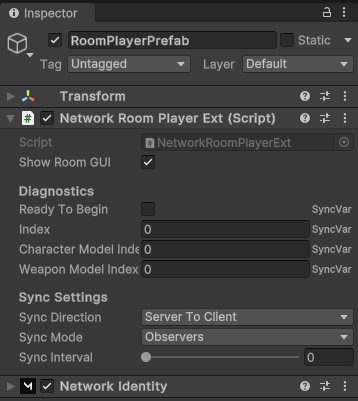 Inspector
RoomPlayerPrefab Static
Tag Untagged Layer Default
Transform
# Network Room Player Ext (Script)
Script # NetworkRoomPlayerExt
Show Room GUI
Diagnostics
Ready To Begin SyncVar
Index 0 SyncVar
Character Model Inde 0 SyncVar
Weapon Model Index 0 SyncVar
Sync Settings
Sync Direction Server To Client
Sync Mode Observers
Sync Interval 0
Network Identity